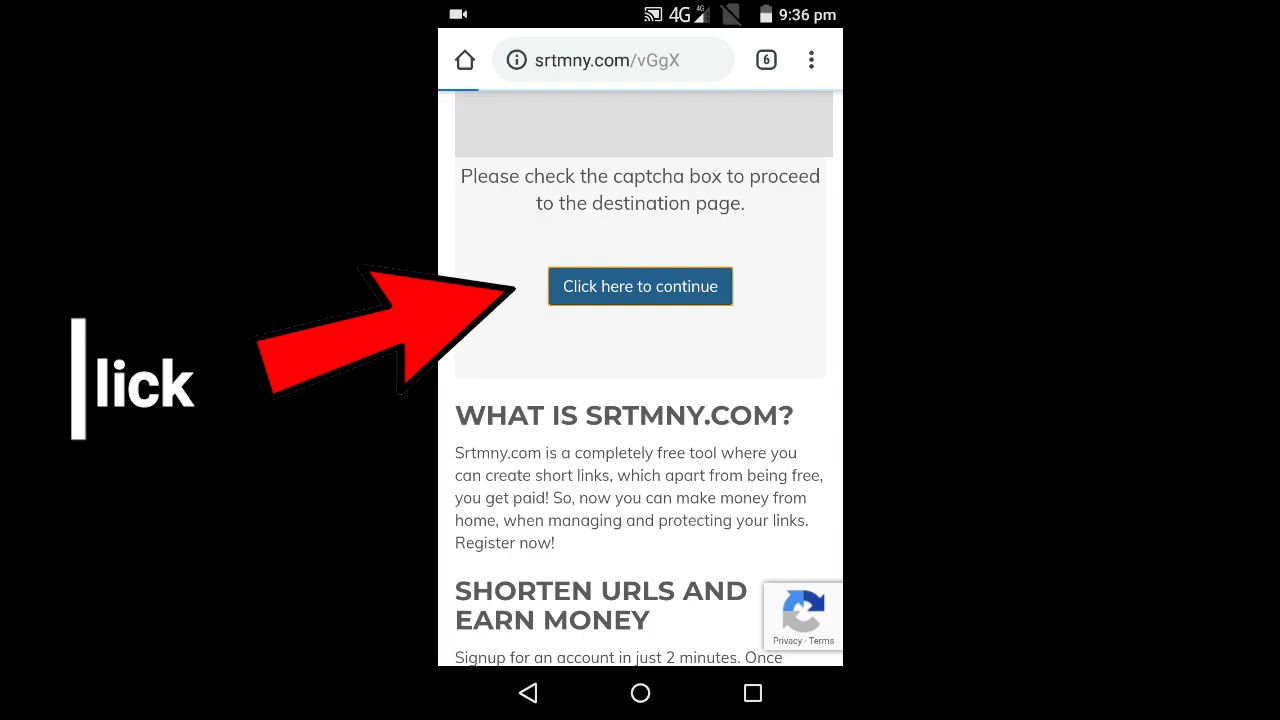 4G 4G 9:36 pm
srtmny.com/vGgX 6
Please check the captcha box to proceed
to the destination page.
Click here to continue
lick
WHAT IS SRTMNY.COM?
Srtmny.com is a completely free tool where you
can create short links, which apart from being free,
you get paid! So, now you can make money from
home, when managing and protecting your links.
Register now!
SHORTEN URLS AND
EARN MONEY
Privacy - Terms
Signup for an account in just 2 minutes. Once